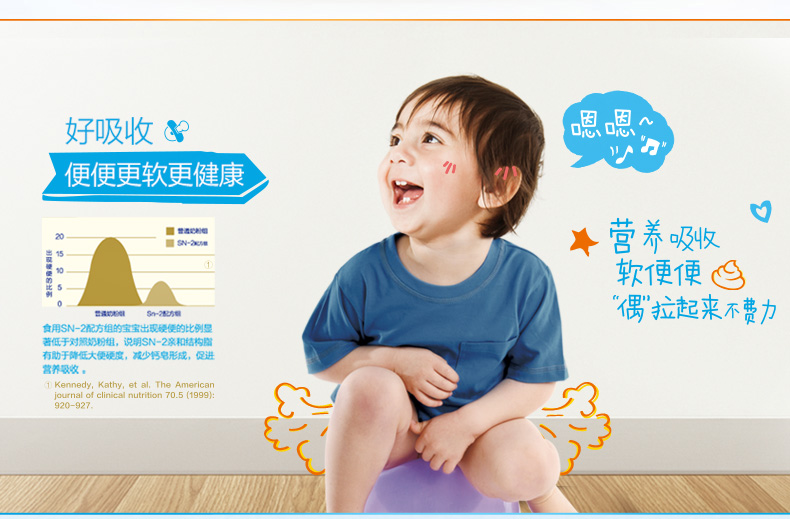 好吸收
便便更软更健康
20
15
10
5
0
出现硬便的比例
普通奶粉组
SN-2配方组
①
普通奶粉组
Sn-2配方组
食用SN-2配方组的宝宝出现硬便的比例显
著低于对照奶粉组，说明SN-2亲和结构脂
有助于降低大便硬度，减少钙皂形成，促进
营养吸收 。
① Kennedy, Kathy, et al. The American
journal of clinical nutrition 70.5 (1999):
920-927.
嗯嗯~
营养吸收
软便便
“偶”拉起来不费力